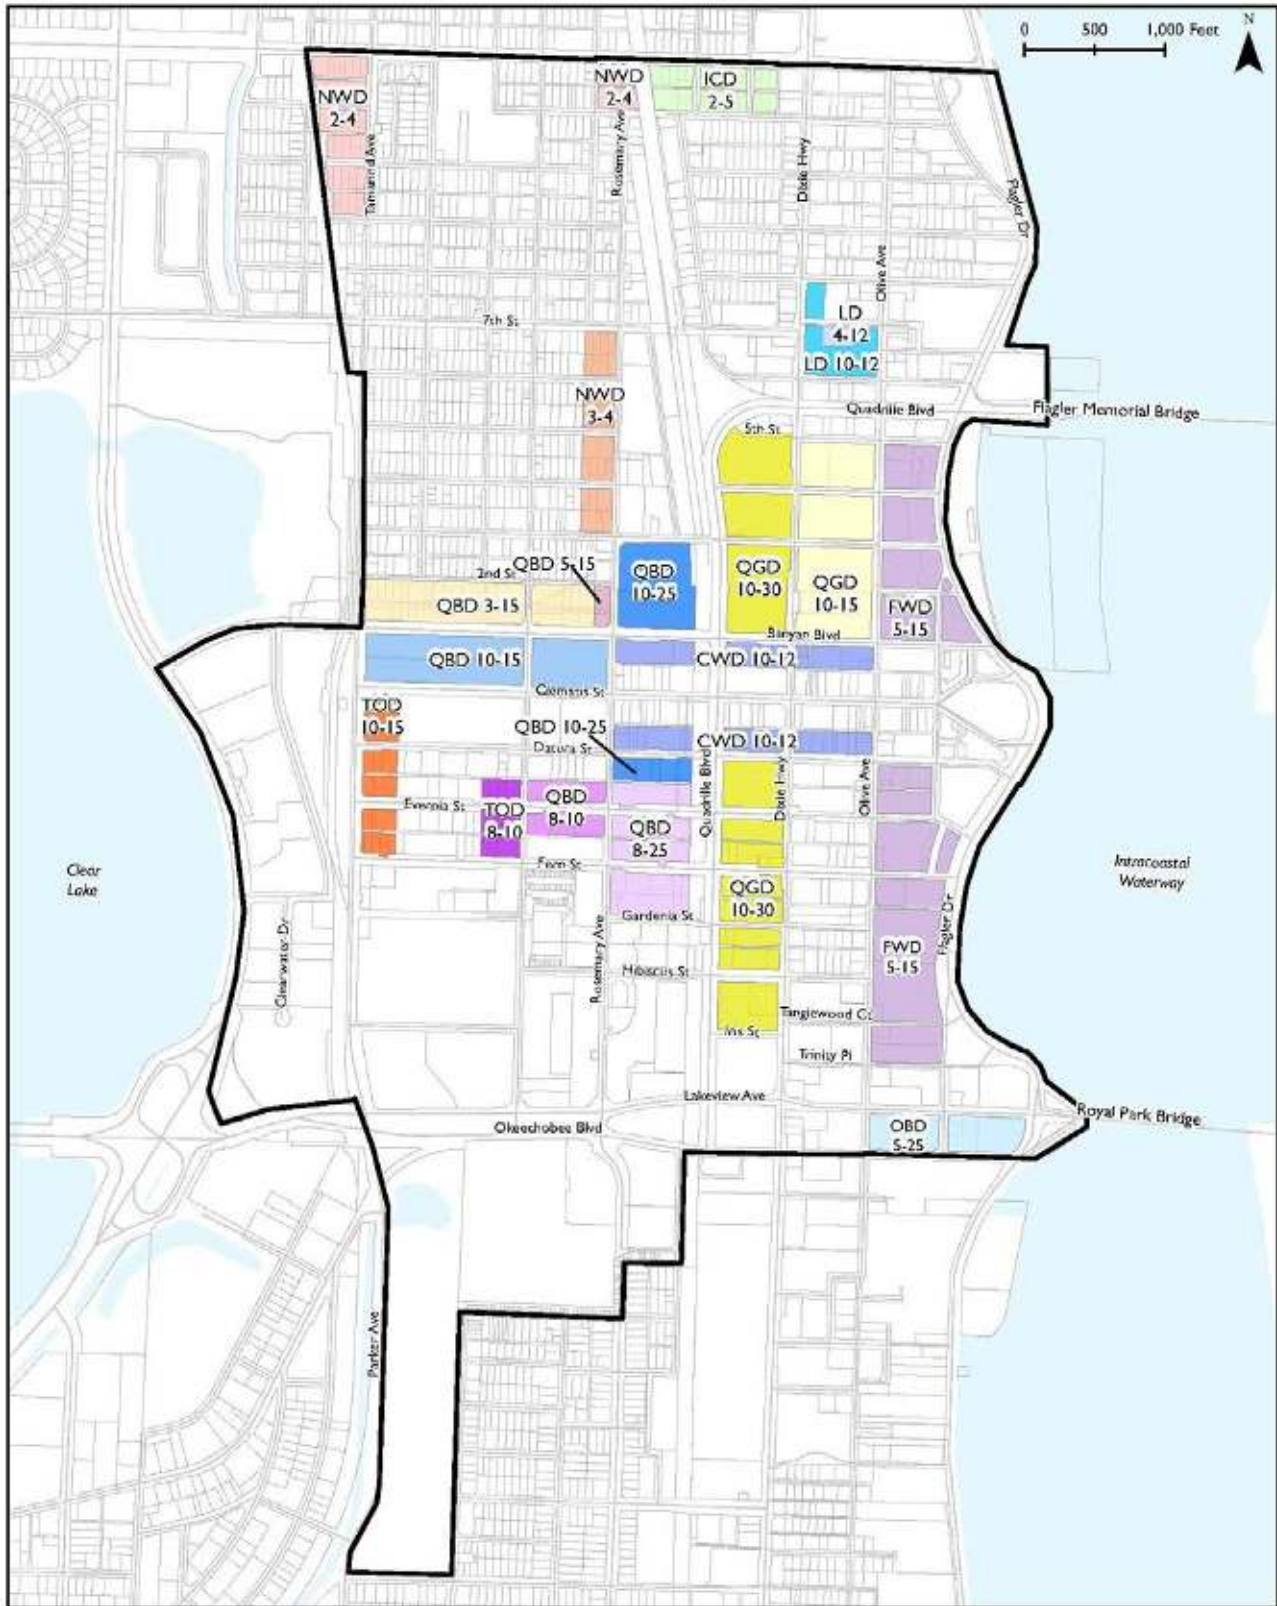 0 500 1,000 Feet
N
NWD
2-4
Tamarind Ave
NWD
2-4
Rosemary Ave
ICD
2-5
Dixie Hwy
Flagler Dr
Olive Ave
7th St
LD
4-12
LD 10-12
NWD
3-4
Quadrille Blvd
Flagler Memorial Bridge
5th St
QBD 5-15
2nd St
QBD
10-25
QGD
10-30
QGD
10-15
QBD 3-15
FWD
5-15
Banyan Blvd
QBD 10-15
CWD 10-12
Clematis St
TOD
10-15
QBD 10-25
Datura St
CWD 10-12
Quadrille Blvd
Dixie Hwy
Olive Ave
Evernia St
TOD
8-10
QBD
8-10
QBD
8-25
Fern St
Clear
Lake
Intracoastal
Waterway
QGD
10-30
Gardenia St
Clearwater Dr
Rosemary Ave
Hibiscus St
FWD
5-15
Flagler Dr
Tanglewood Ct
Iris St
Trinity Pl
Lakeview Ave
Okeechobee Blvd
OBD
5-25
Royal Park Bridge
Parker Ave